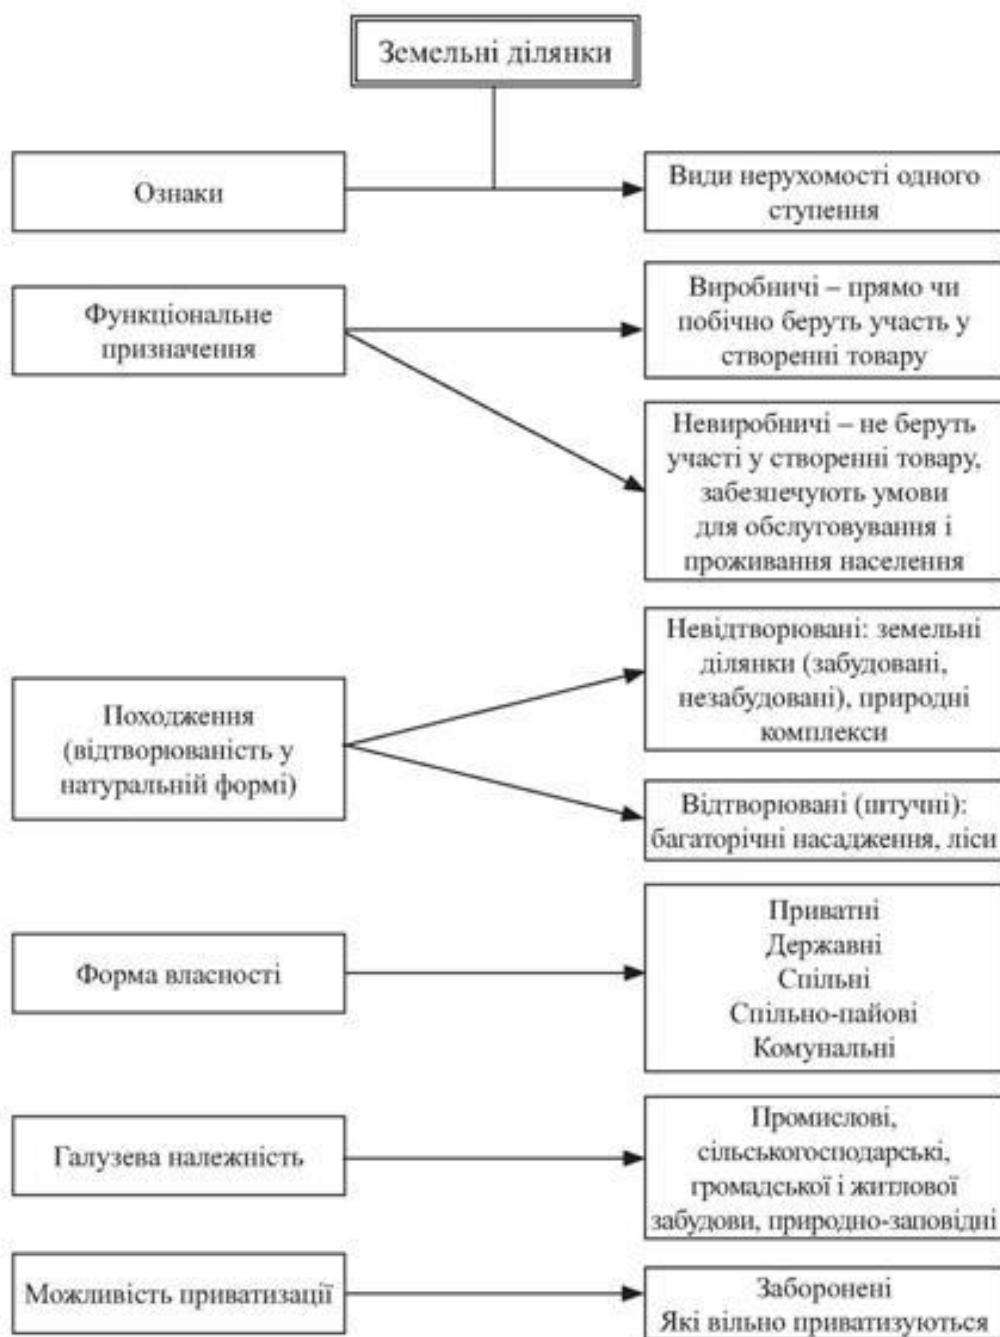 Земельні ділянки
Ознаки
Види нерухомості одного
ступення
Функціональне
призначення
Виробничі – прямо чи
побічно беруть участь у
створенні товару
Невиробничі – не беруть
участі у створенні товару,
забезпечують умови
для обслуговування і
проживання населення
Походження
(відтворюваність у
натуральній формі)
Невідтворювані: земельні
ділянки (забудовані,
незабудовані), природні
комплекси
Відтворювані (штучні):
багаторічні насадження, ліси
Форма власності
Приватні
Державні
Спільні
Спільно-пайові
Комунальні
Галузева належність
Промислові,
сільськогосподарські,
громадської і житлової
забудови, природно-заповідні
Можливість приватизації
Заборонені
Які вільно приватизуються